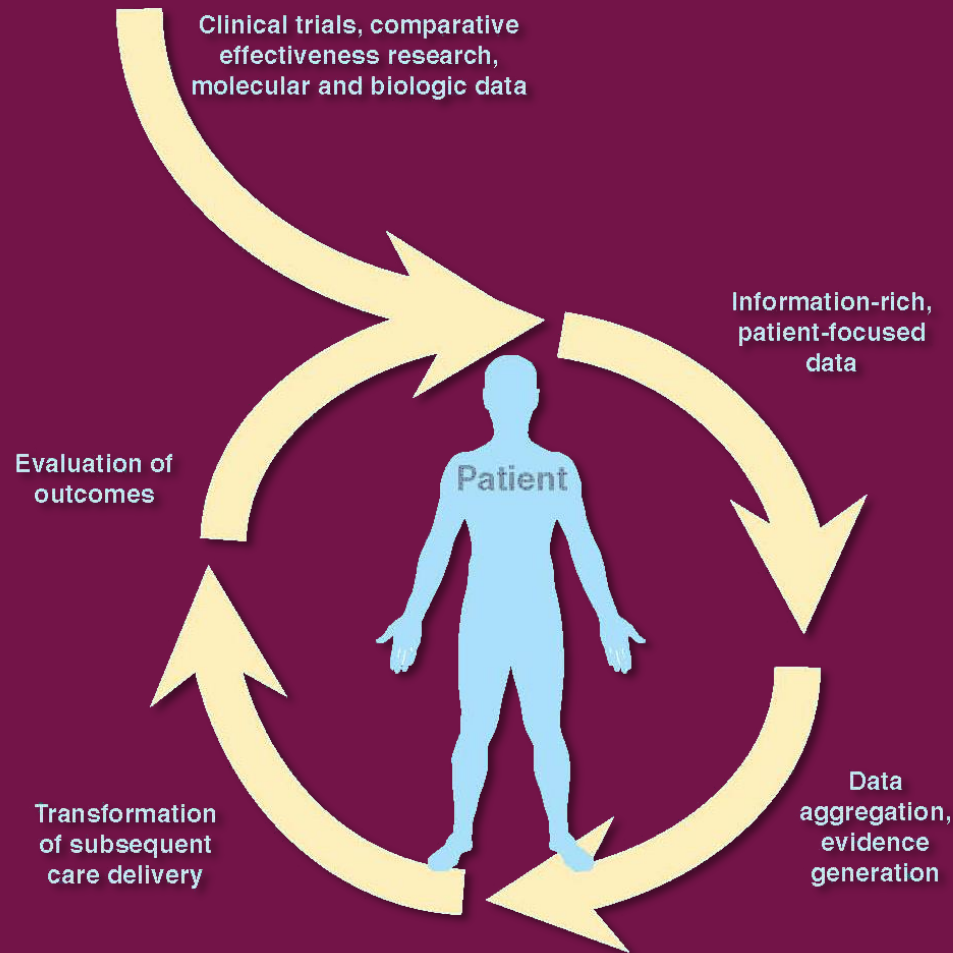 Clinical trials, comparative
effectiveness research,
molecular and biologic data
Information-rich,
patient-focused
data
Evaluation of
outcomes
Patient
Transformation
of subsequent
care delivery
Data
aggregation,
evidence
generation